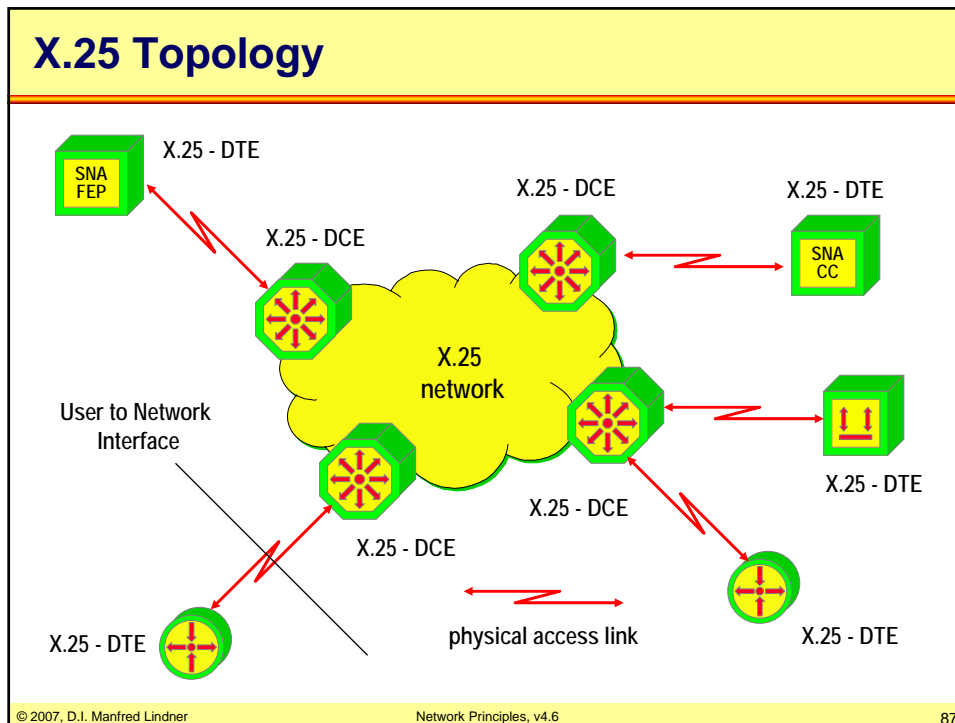 X.25 Topology
SNA
FEP
X.25 - DTE
X.25 - DCE
X.25 - DCE
X.25 - DTE
SNA
CC
X.25
network
User to Network
Interface
X.25 - DTE
X.25 - DCE
X.25 - DCE
X.25 - DTE
physical access link
X.25 - DTE
© 2007, D.I. Manfred Lindner
Network Principles, v4.6
87